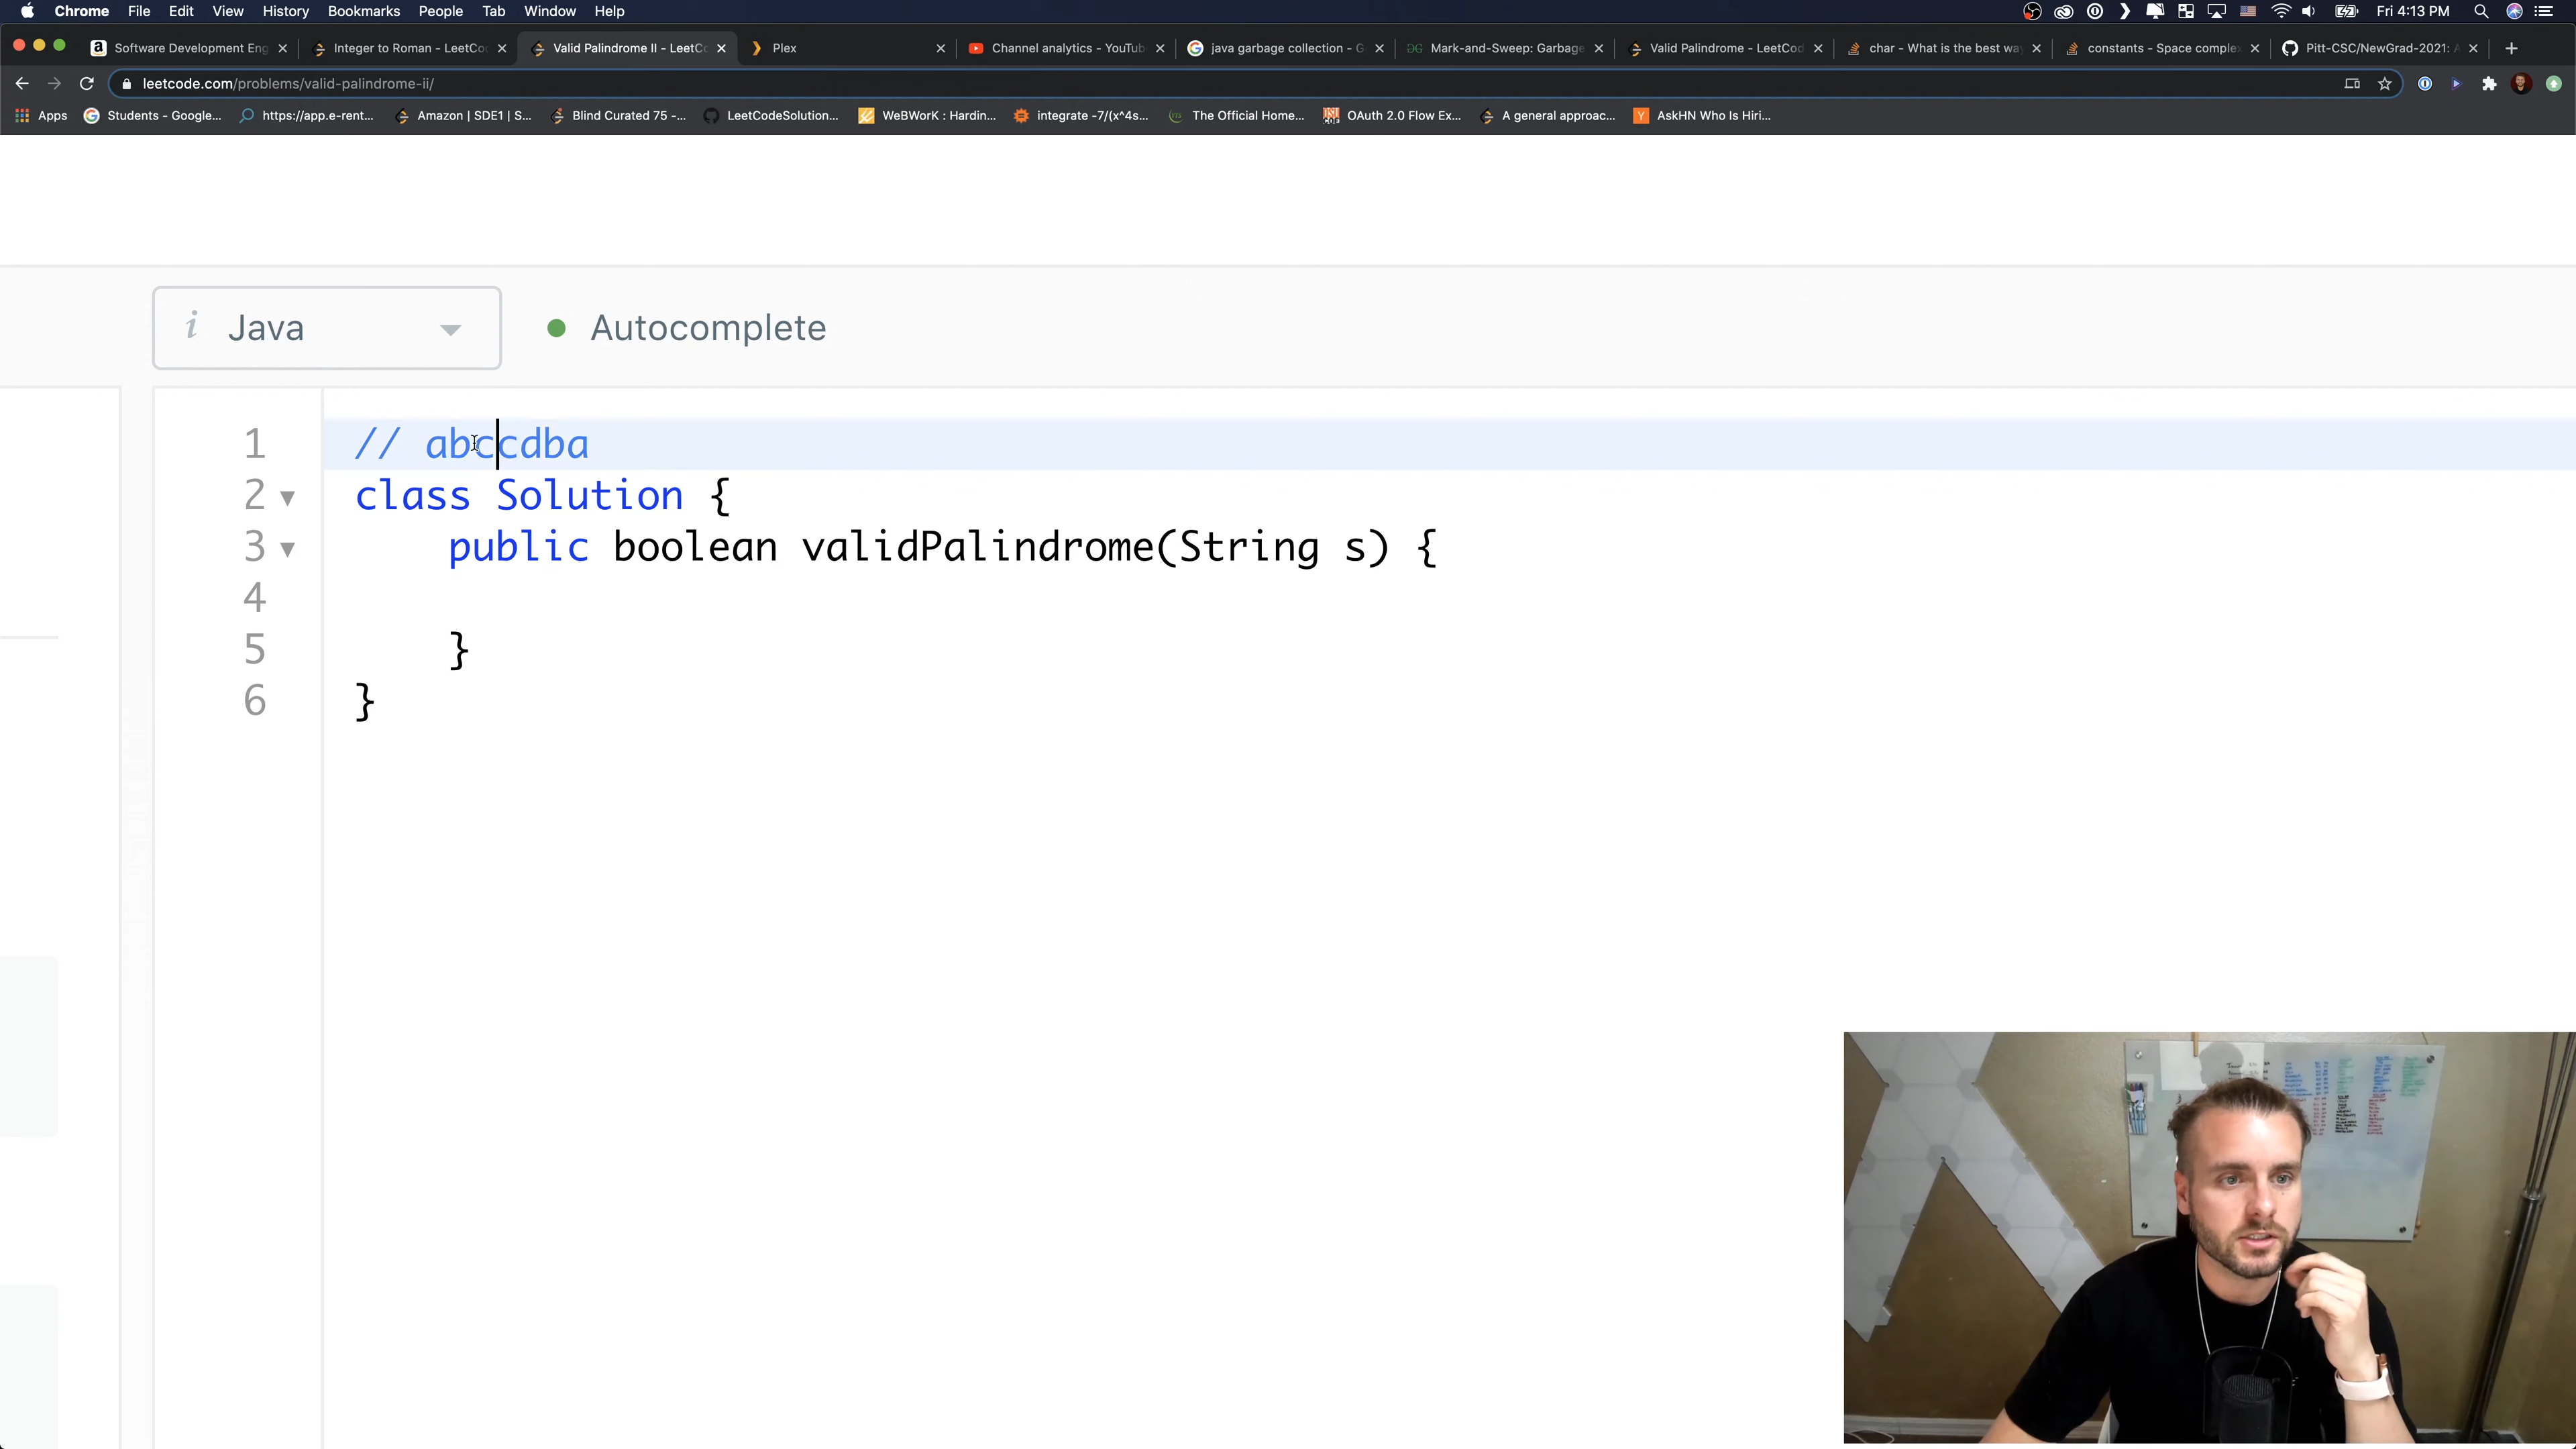 Chrome File Edit View History Bookmarks People Tab Window Help Fri 4:13 PM
Software Development Eng Integer to Roman - LeetCo Valid Palindrome II - LeetC Plex Channel analytics - YouTub java garbage collection - G Mark-and-Sweep: Garbage Valid Palindrome - LeetCod char - What is the best way constants - Space comple Pitt-CSC/NewGrad-2021: A
leetcode.com/problems/valid-palindrome-ii/
Apps Students - Google... https://app.e-rent... Amazon | SDE1 | S... Blind Curated 75 -... LeetCodeSolution... WeBWorK : Hardin... integrate -7/(x^4s... The Official Home... OAuth 2.0 Flow Ex... A general approac... AskHN Who Is Hiri...
i Java Autocomplete
1 // abccdba
2 class Solution {
3 public boolean validPalindrome(String s) {
4
5 }
6 }